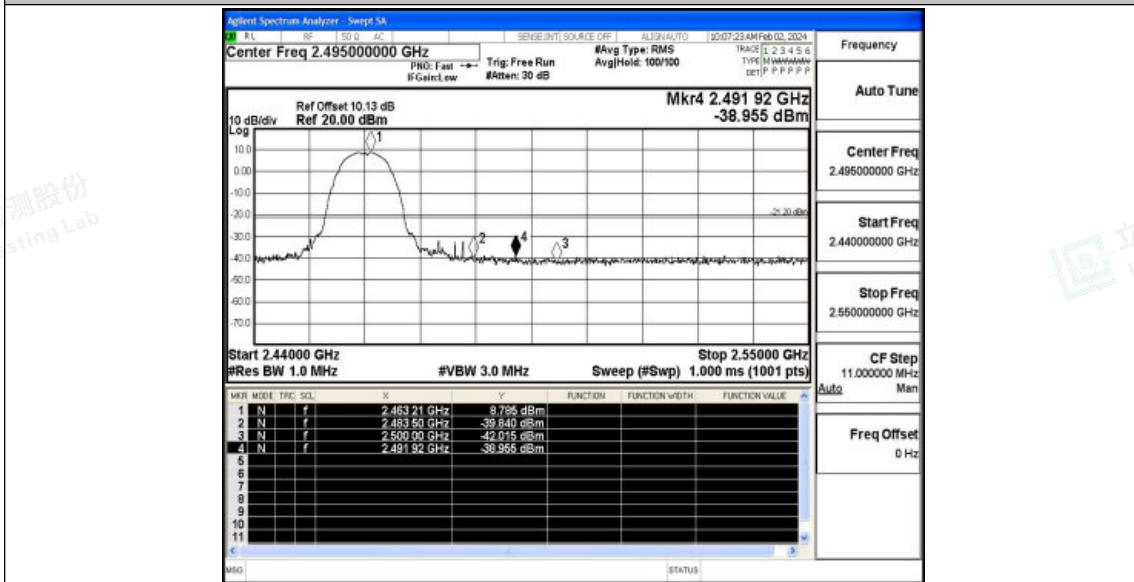 Agilent Spectrum Analyzer - Swept SA
RL RF 50 Ω AC SENSE:INT SOURCE OFF ALIGNAUTO 10:07:23 AM Feb 02, 2024
Center Freq 2.495000000 GHz
PNO: Fast
IFGain:Low
Trig: Free Run
#Atten: 30 dB
#Avg Type: RMS
Avg|Hold: 100/100
TRACE 1 2 3 4 5 6
TYPE M
DET P P P P P P
Ref Offset 10.13 dB
10 dB/div Ref 20.00 dBm
Log
Mkr4 2.491 92 GHz
-38.955 dBm
10.0
0.00
-10.0
-20.0
-30.0
-40.0
-50.0
-60.0
-70.0
1
2
4
3
-21.20 dBm
Start 2.44000 GHz
Stop 2.55000 GHz
#Res BW 1.0 MHz
#VBW 3.0 MHz
Sweep (#Swp) 1.000 ms (1001 pts)
MKR MODE TRC SCL X Y FUNCTION FUNCTION WIDTH FUNCTION VALUE
1 N f 2.463 21 GHz 8.785 dBm
2 N f 2.483 50 GHz -39.840 dBm
3 N f 2.500 00 GHz -42.015 dBm
4 N f 2.491 92 GHz -38.955 dBm
5
6
7
8
9
10
11
MSG
STATUS
Frequency
Auto Tune
Center Freq
2.495000000 GHz
Start Freq
2.440000000 GHz
Stop Freq
2.550000000 GHz
CF Step
11.000000 MHz
Auto Man
Freq Offset
0 Hz
测股份
sting Lab
立